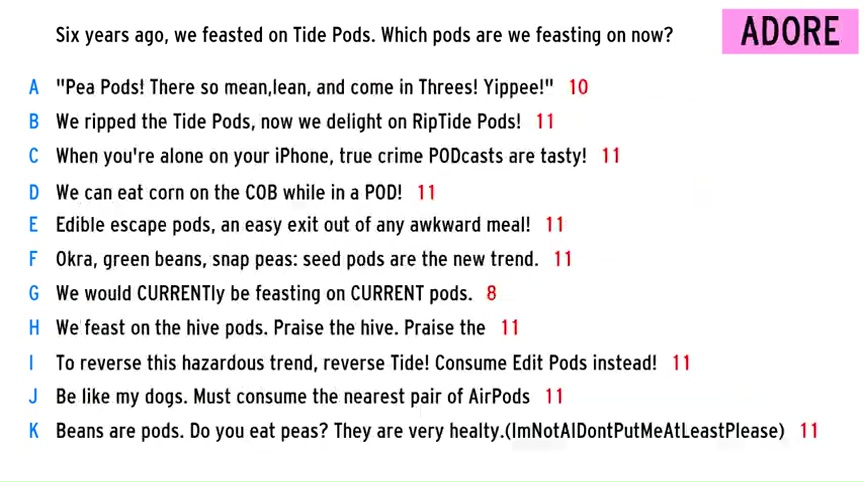 Six years ago, we feasted on Tide Pods. Which pods are we feasting on now?
ADORE
A "Pea Pods! There so mean,lean, and come in Threes! Yippee!" 10
B We ripped the Tide Pods, now we delight on RipTide Pods! 11
C When you're alone on your iPhone, true crime PODcasts are tasty! 11
D We can eat corn on the COB while in a POD! 11
E Edible escape pods, an easy exit out of any awkward meal! 11
F Okra, green beans, snap peas: seed pods are the new trend. 11
G We would CURRENTly be feasting on CURRENT pods. 8
H We feast on the hive pods. Praise the hive. Praise the 11
I To reverse this hazardous trend, reverse Tide! Consume Edit Pods instead! 11
J Be like my dogs. Must consume the nearest pair of AirPods 11
K Beans are pods. Do you eat peas? They are very healty.(ImNotAIDontPutMeAtLeastPlease) 11